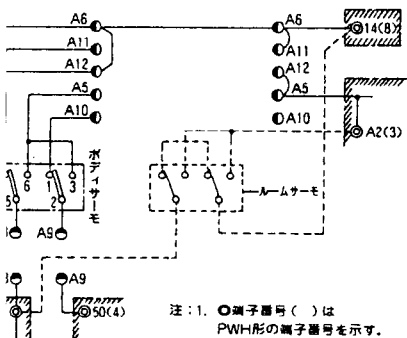 A6
A6
14(8)
A11
A11
A12
A12
A5
A5
A10
A10
A2(3)
ボディサーモ
6 1 3
5 2
ルームサーモ
A9
A9
50(4)
注:1. ◎端子番号( )は
PWH形の端子番号を示す。